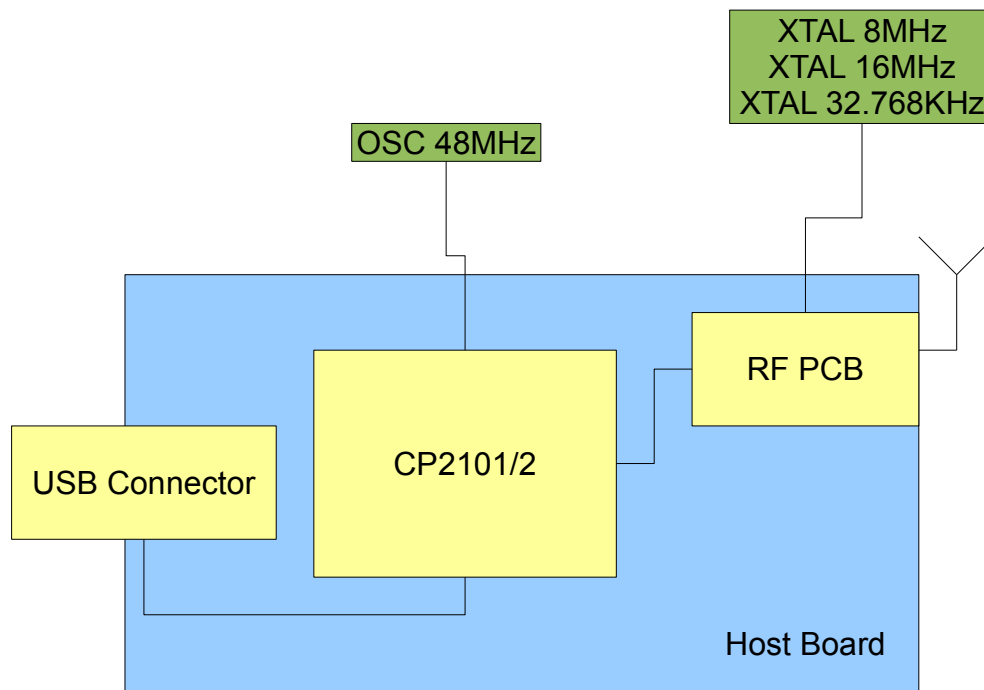 XTAL 8MHz
XTAL 16MHz
XTAL 32.768KHz
OSC 48MHz
RF PCB
CP2101/2
USB Connector
Host Board